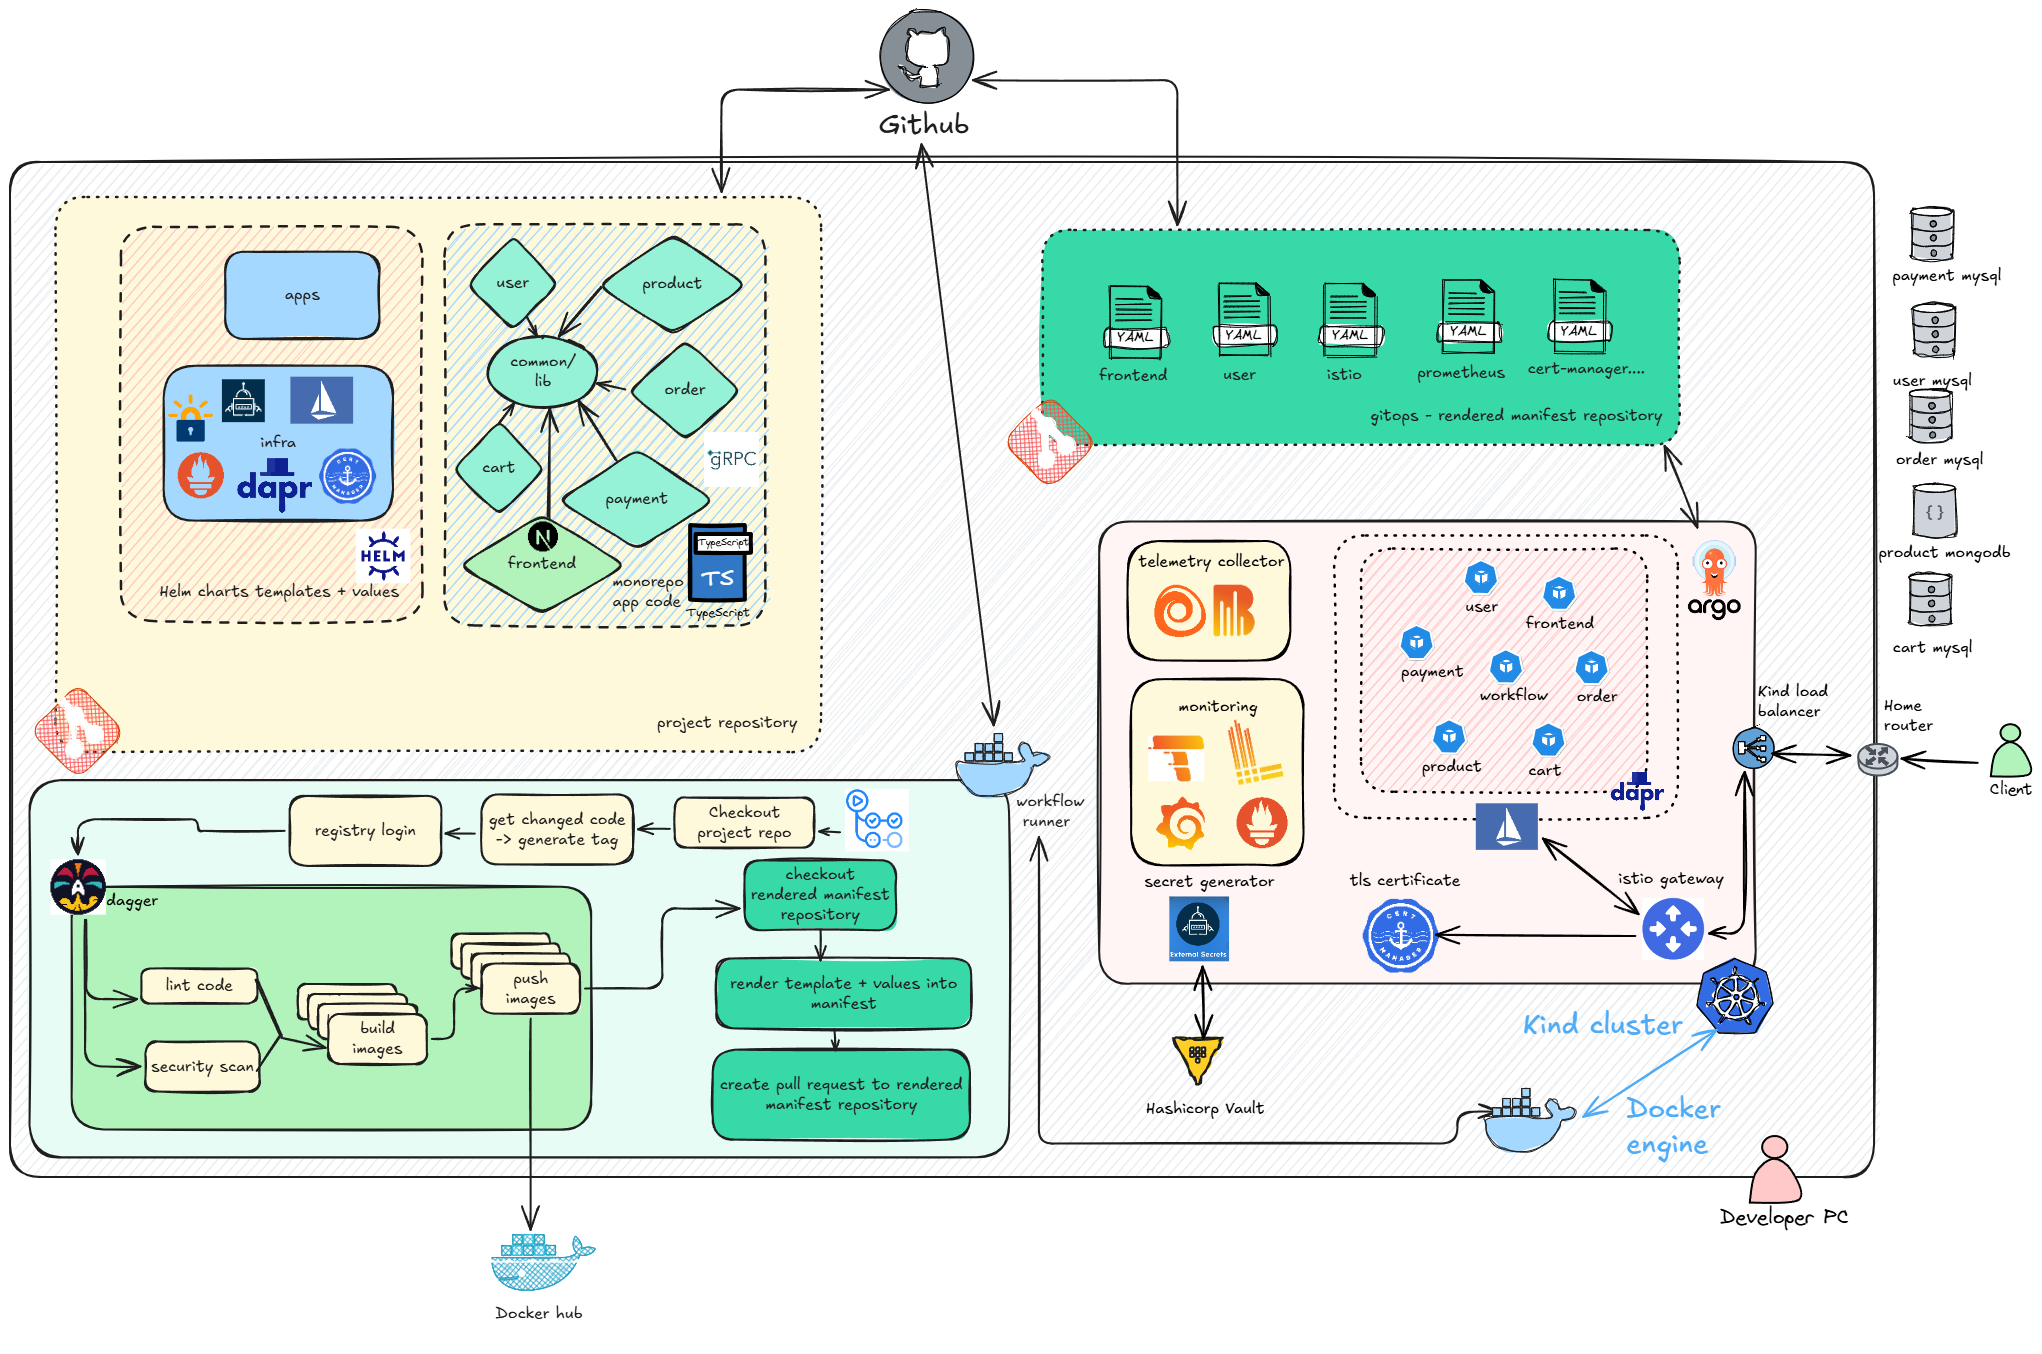 Github
apps
infra
dapr
CERT
MANAGER
HELM
Helm charts templates + values
user
product
common/
lib
order
cart
gRPC
payment
N
frontend
TypeScript
TS
TypeScript
monorepo
app code
project repository
YAML
YAML
YAML
YAML
YAML
frontend
user
istio
prometheus
cert-manager....
gitops - rendered manifest repository
payment mysql
user mysql
order mysql
{ }
product mongodb
cart mysql
telemetry collector
monitoring
user
frontend
payment
workflow
order
product
cart
dapr
argo
Kind load
balancer
Home
router
Client
secret generator
External Secrets
tls certificate
CERT
MANAGER
istio gateway
Hashicorp Vault
Kind cluster
Docker
engine
Developer PC
workflow
runner
Checkout
project repo
get changed code
-> generate tag
registry login
dagger
lint code
security scan
build
images
push
images
checkout
rendered manifest
repository
render template + values into
manifest
create pull request to rendered
manifest repository
Docker hub